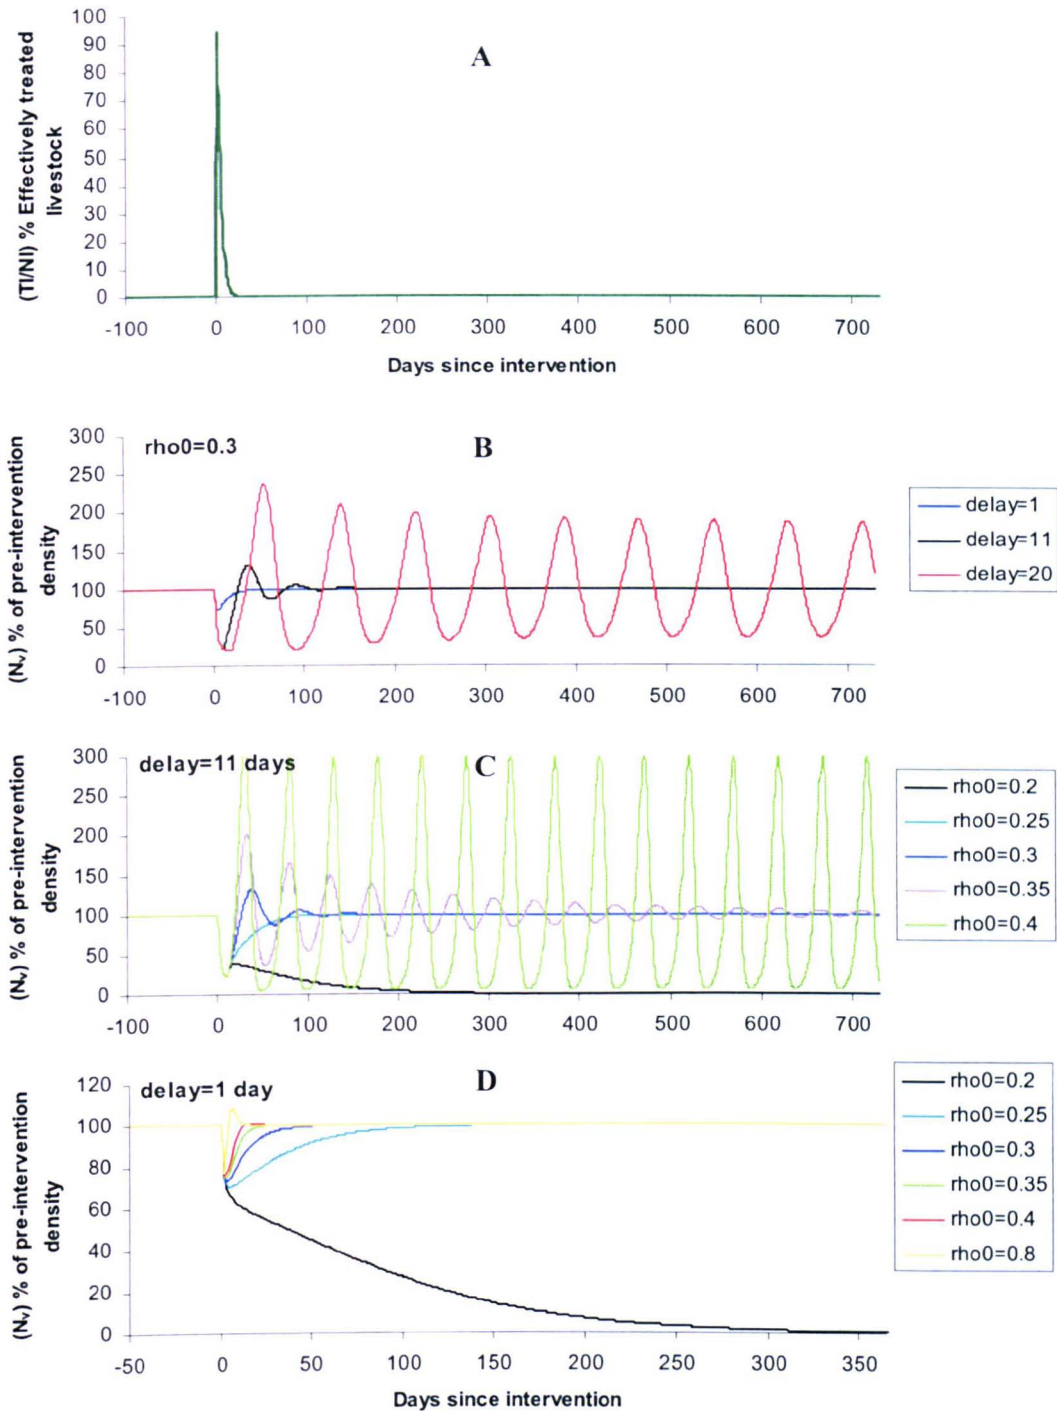 A
(Tl/Nl) % Effectively treated
livestock
100
90
80
70
60
50
40
30
20
10
0
-100 0 100 200 300 400 500 600 700
Days since intervention
B
rho0=0.3
(Nv) % of pre-intervention
density
300
250
200
150
100
50
0
-100 0 100 200 300 400 500 600 700
delay=1
delay=11
delay=20
C
delay=11 days
(Nv) % of pre-intervention
density
300
250
200
150
100
50
0
-100 0 100 200 300 400 500 600 700
rho0=0.2
rho0=0.25
rho0=0.3
rho0=0.35
rho0=0.4
D
delay=1 day
(Nv) % of pre-intervention
density
120
100
80
60
40
20
0
-50 0 50 100 150 200 250 300 350
Days since intervention
rho0=0.2
rho0=0.25
rho0=0.3
rho0=0.35
rho0=0.4
rho0=0.8